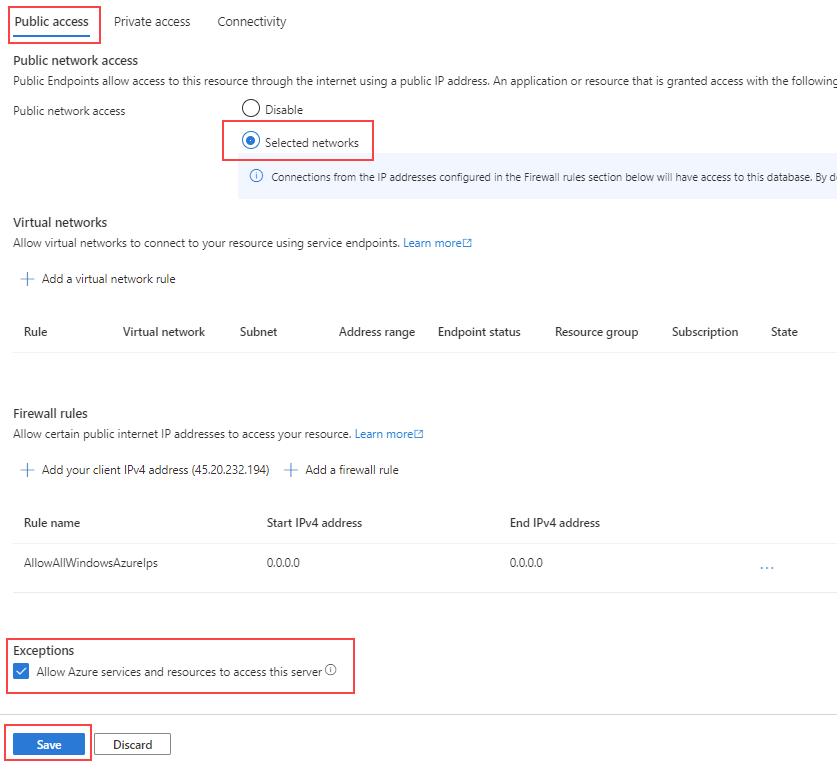 Public access Private access Connectivity
Public network access
Public Endpoints allow access to this resource through the internet using a public IP address. An application or resource that is granted access with the following
Public network access
Disable
Selected networks
Connections from the IP addresses configured in the Firewall rules section below will have access to this database. By d
Virtual networks
Allow virtual networks to connect to your resource using service endpoints. Learn more
Add a virtual network rule
Rule Virtual network Subnet Address range Endpoint status Resource group Subscription State
Firewall rules
Allow certain public internet IP addresses to access your resource. Learn more
Add your client IPv4 address (45.20.232.194) Add a firewall rule
Rule name Start IPv4 address End IPv4 address
AllowAllWindowsAzureIps 0.0.0.0 0.0.0.0 ...
Exceptions
Allow Azure services and resources to access this server
Save Discard